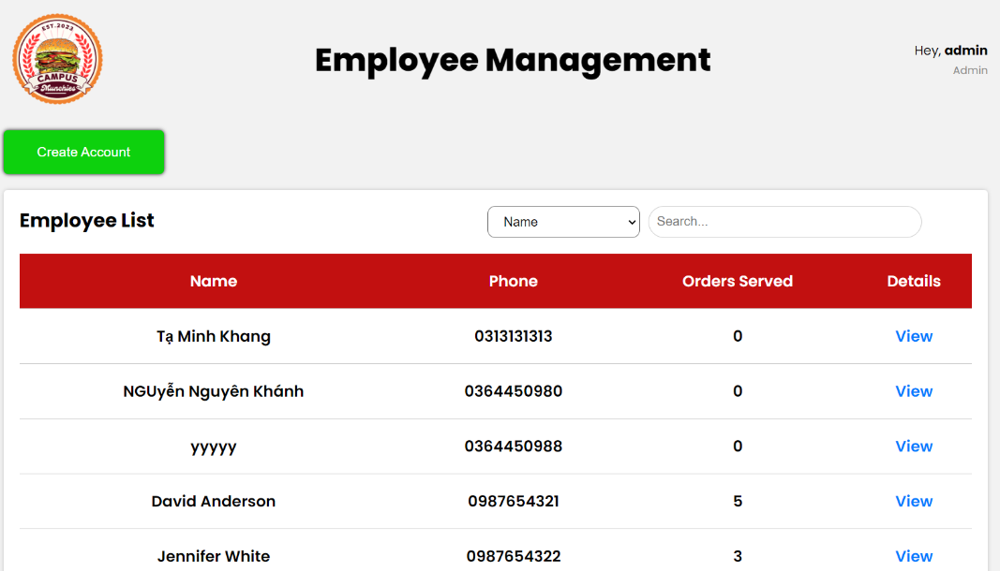 EST.2023
CAMPUS
Munchies
Employee Management
Hey, admin
Admin
Create Account
Employee List
Name
Search...
Name Phone Orders Served Details
Tạ Minh Khang 0313131313 0 View
NGUyễn Nguyên Khánh 0364450980 0 View
yyyyy 0364450988 0 View
David Anderson 0987654321 5 View
Jennifer White 0987654322 3 View